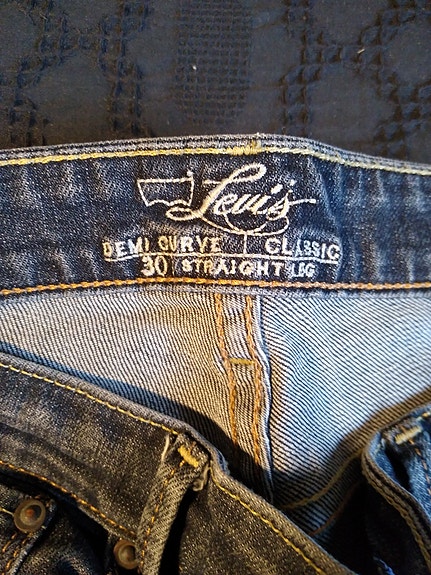 Levi's
DEMI CURVE CLASSIC
30 STRAIGHT LEG